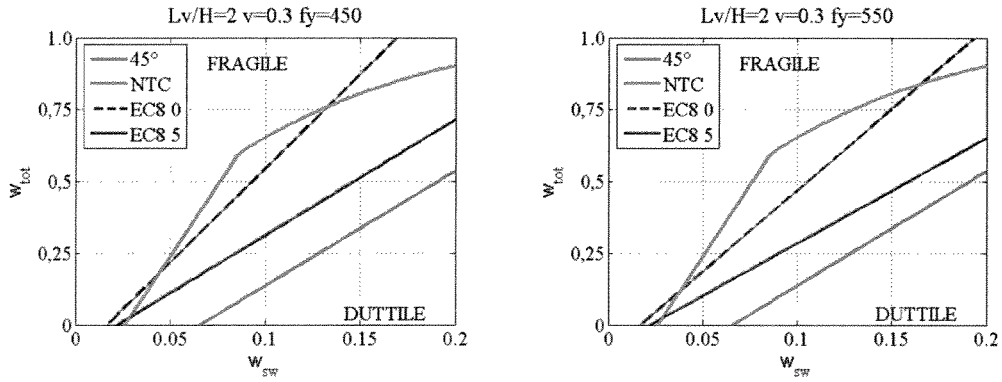 Lv/H=2 v=0.3 fy=450
1.0
0,75
0,5
0,25
0
w_tot
45°
NTC
EC8 0
EC8 5
FRAGILE
DUTTILE
0 0.05 0.1 0.15 0.2
w_sw
Lv/H=2 v=0.3 fy=550
1.0
0,75
0,5
0,25
0
w_tot
45°
NTC
EC8 0
EC8 5
FRAGILE
DUTTILE
0 0.05 0.1 0.15 0.2
w_sw